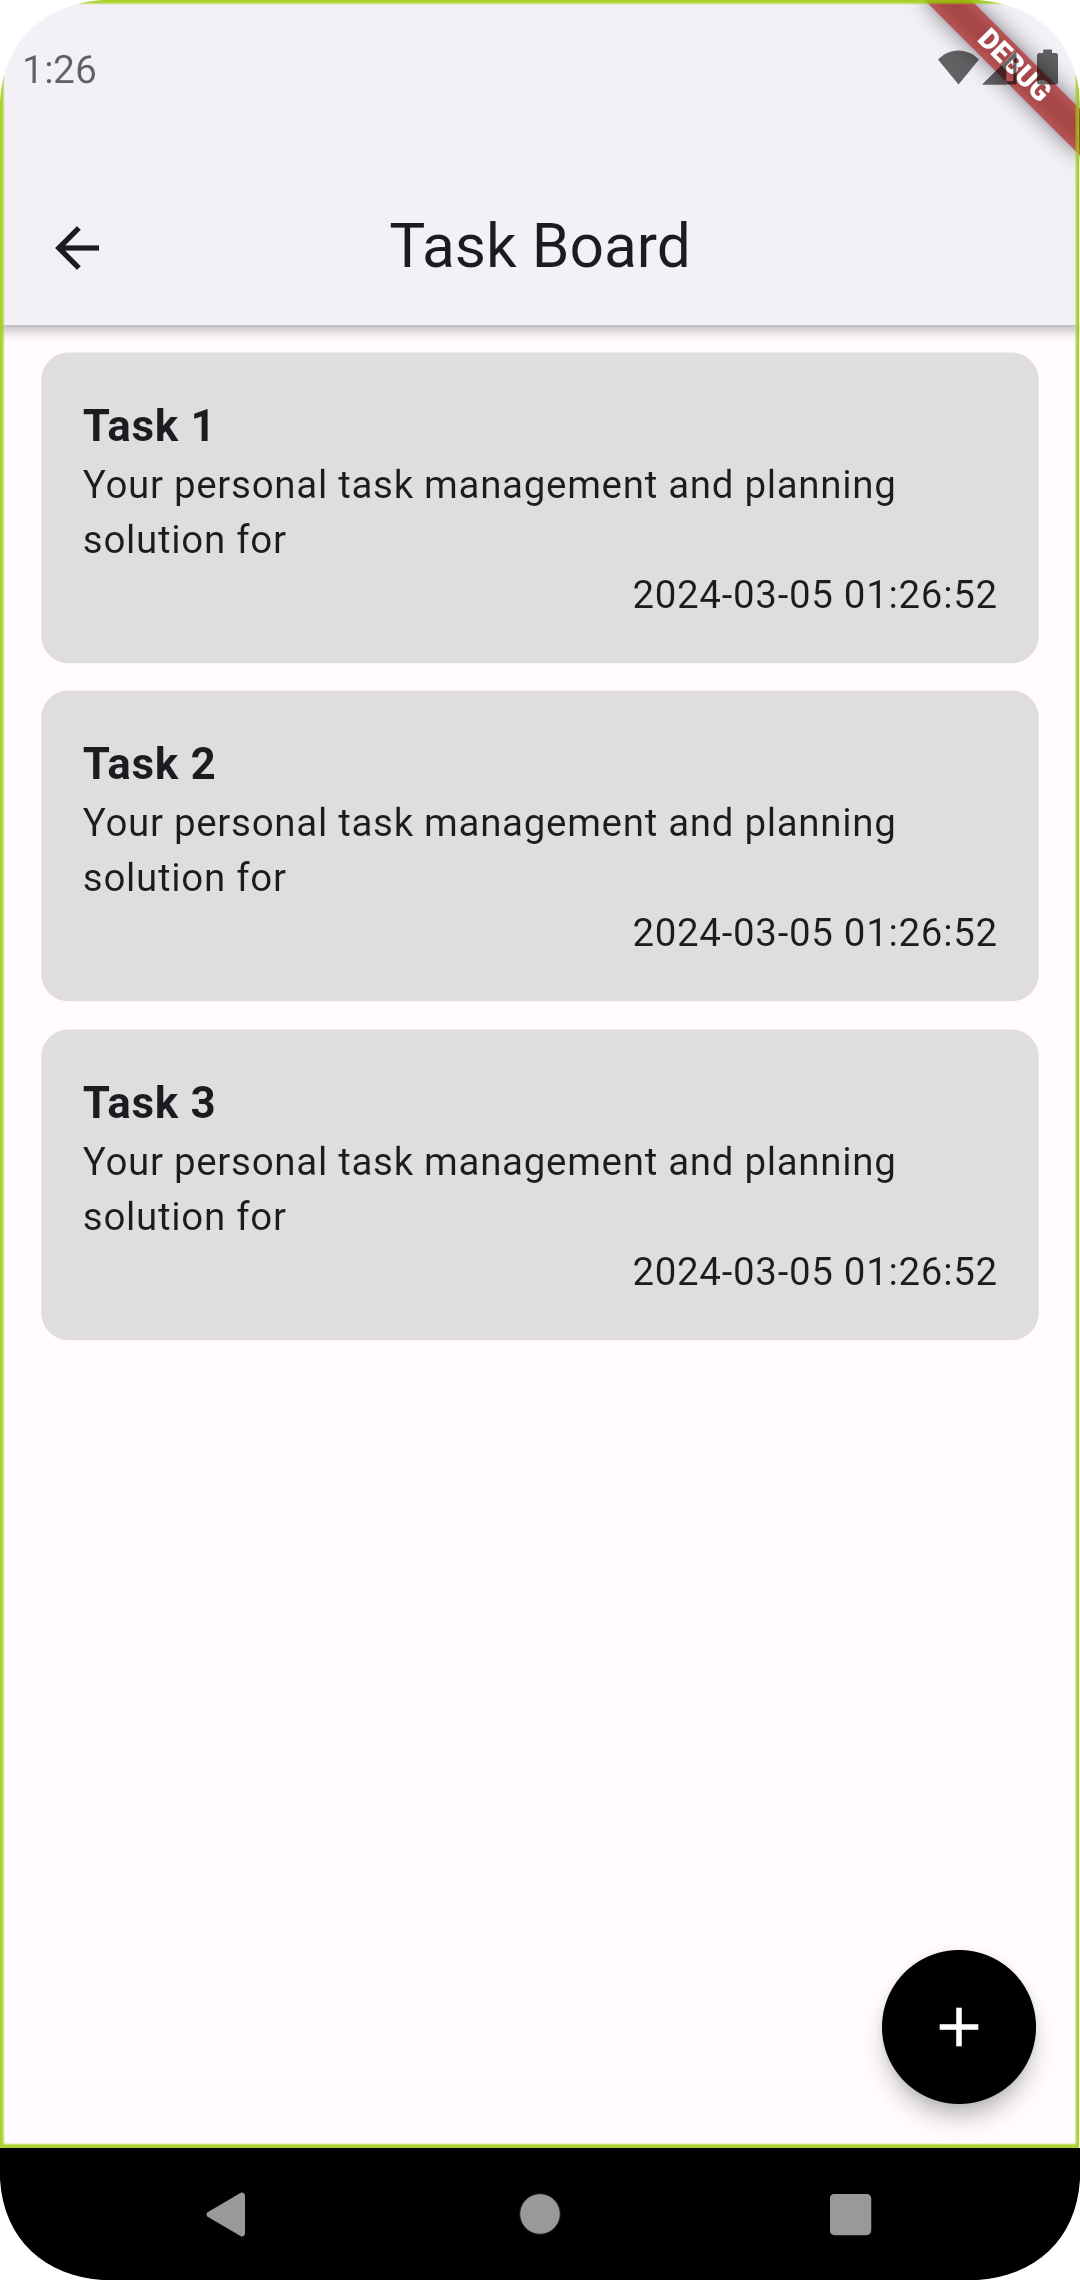 1:26
DEBUG
Task Board
Task 1
Your personal task management and planning
solution for
2024-03-05 01:26:52
Task 2
Your personal task management and planning
solution for
2024-03-05 01:26:52
Task 3
Your personal task management and planning
solution for
2024-03-05 01:26:52